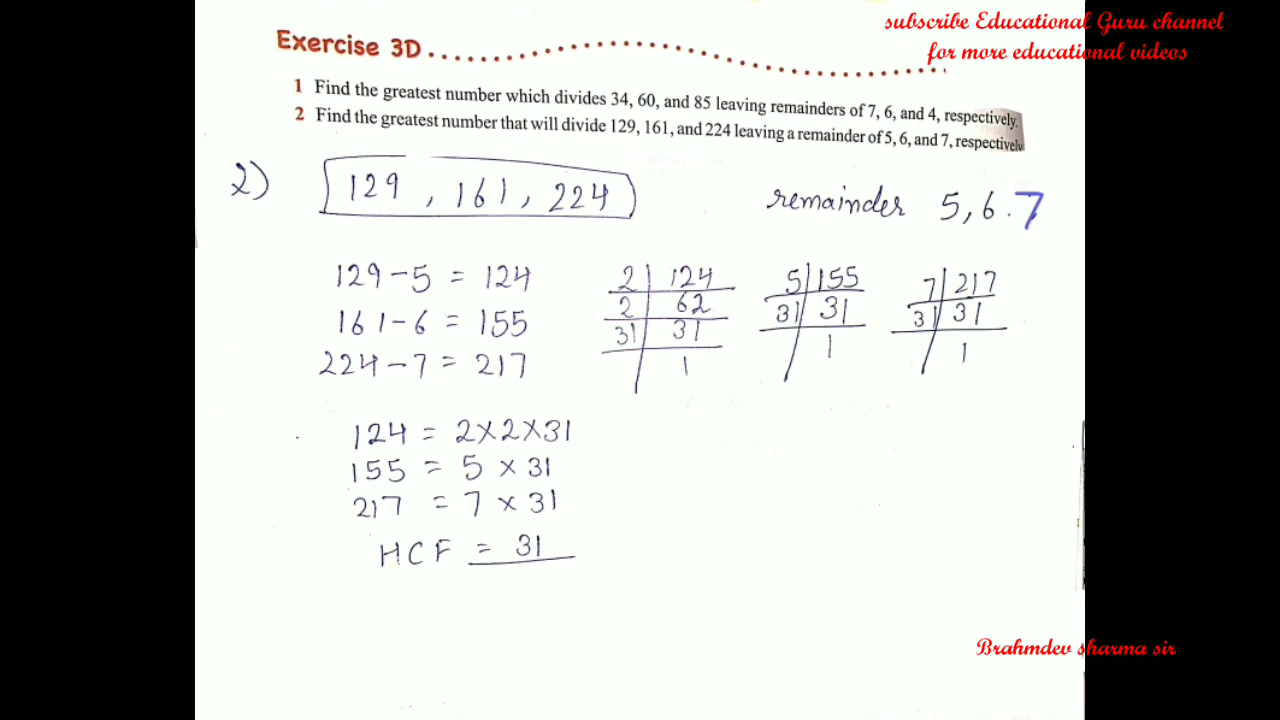 subscribe Educational Guru channel
for more educational videos
Exercise 3D
1 Find the greatest number which divides 34, 60, and 85 leaving remainders of 7, 6, and 4, respectively.
2 Find the greatest number that will divide 129, 161, and 224 leaving a remainder of 5, 6, and 7, respectively
2) 129 , 161 , 224 remainder 5, 6 . 7
129 - 5 = 124
161 - 6 = 155
224 - 7 = 217
2 | 124
2 | 62
31 | 31
1
5 | 155
31 | 31
1
7 | 217
31 | 31
1
124 = 2 × 2 × 31
155 = 5 × 31
217 = 7 × 31
HCF = 31
Brahmdev sharma sir